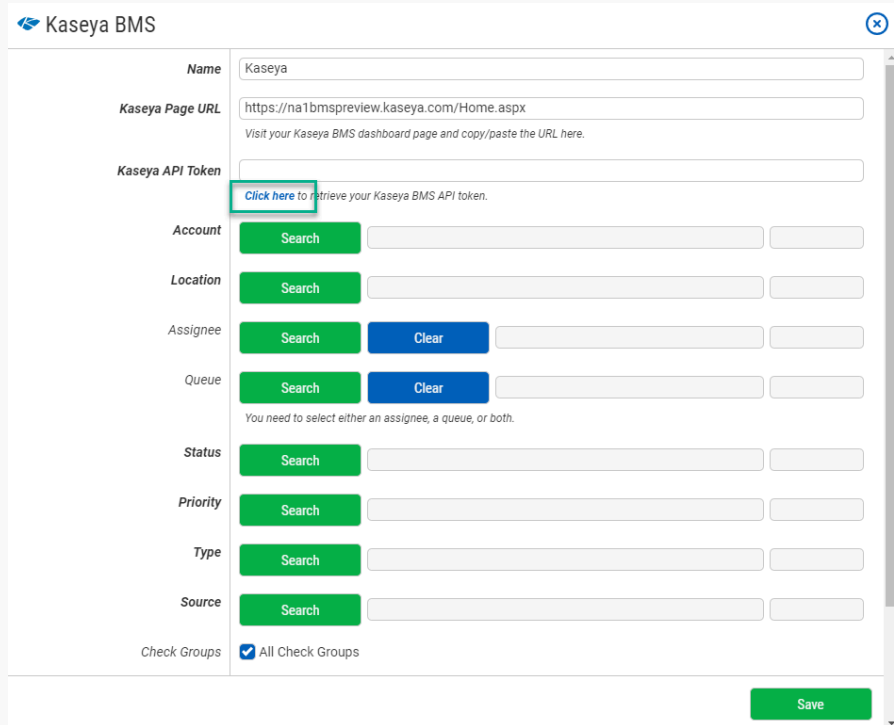 Kaseya BMS
Name Kaseya
Kaseya Page URL https://na1bmspreview.kaseya.com/Home.aspx
Visit your Kaseya BMS dashboard page and copy/paste the URL here.
Kaseya API Token
Click here to retrieve your Kaseya BMS API token.
Account Search
Location Search
Assignee Search Clear
Queue Search Clear
You need to select either an assignee, a queue, or both.
Status Search
Priority Search
Type Search
Source Search
Check Groups All Check Groups
Save